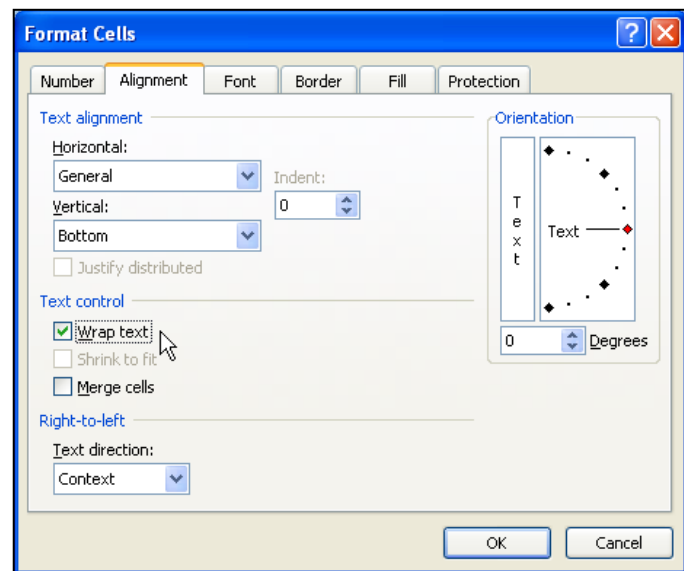 Format Cells
Number Alignment Font Border Fill Protection
Text alignment
Horizontal:
General
Indent:
0
Vertical:
Bottom
Justify distributed
Text control
Wrap text
Shrink to fit
Merge cells
Right-to-left
Text direction:
Context
Orientation
Text
Text
0 Degrees
OK Cancel